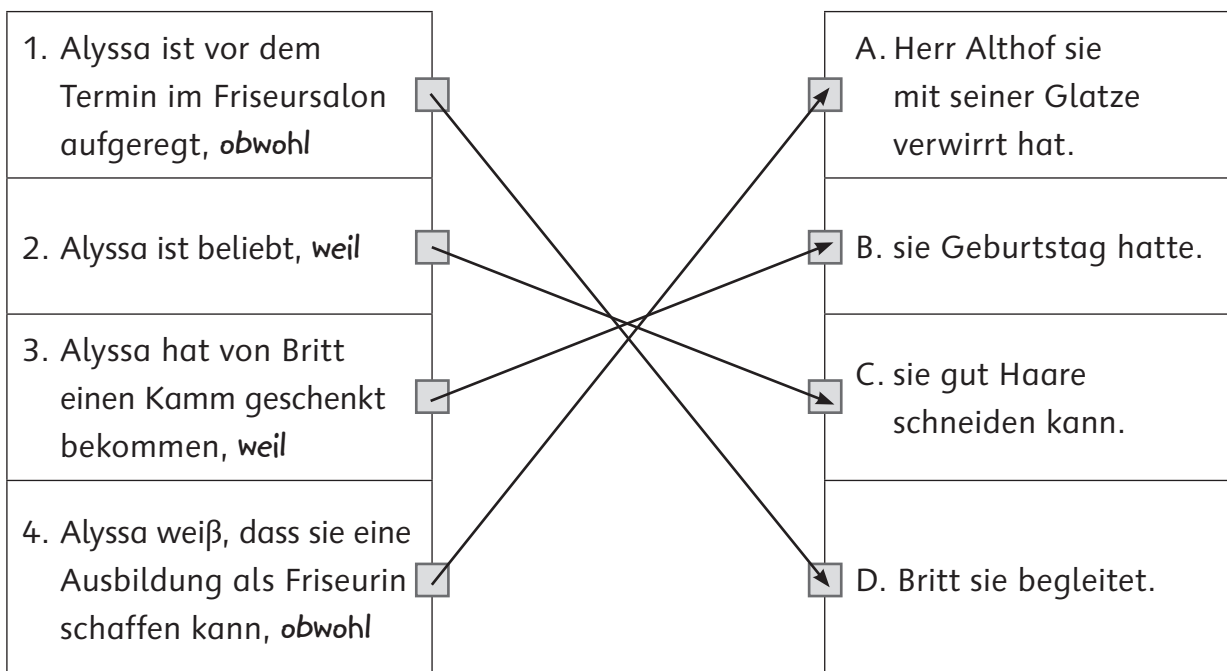 1. Alyssa ist vor dem
Termin im Friseursalon
aufgeregt, obwohl
2. Alyssa ist beliebt, weil
3. Alyssa hat von Britt
einen Kamm geschenkt
bekommen, weil
4. Alyssa weiß, dass sie eine
Ausbildung als Friseurin
schaffen kann, obwohl
A. Herr Althof sie
mit seiner Glatze
verwirrt hat.
B. sie Geburtstag hatte.
C. sie gut Haare
schneiden kann.
D. Britt sie begleitet.